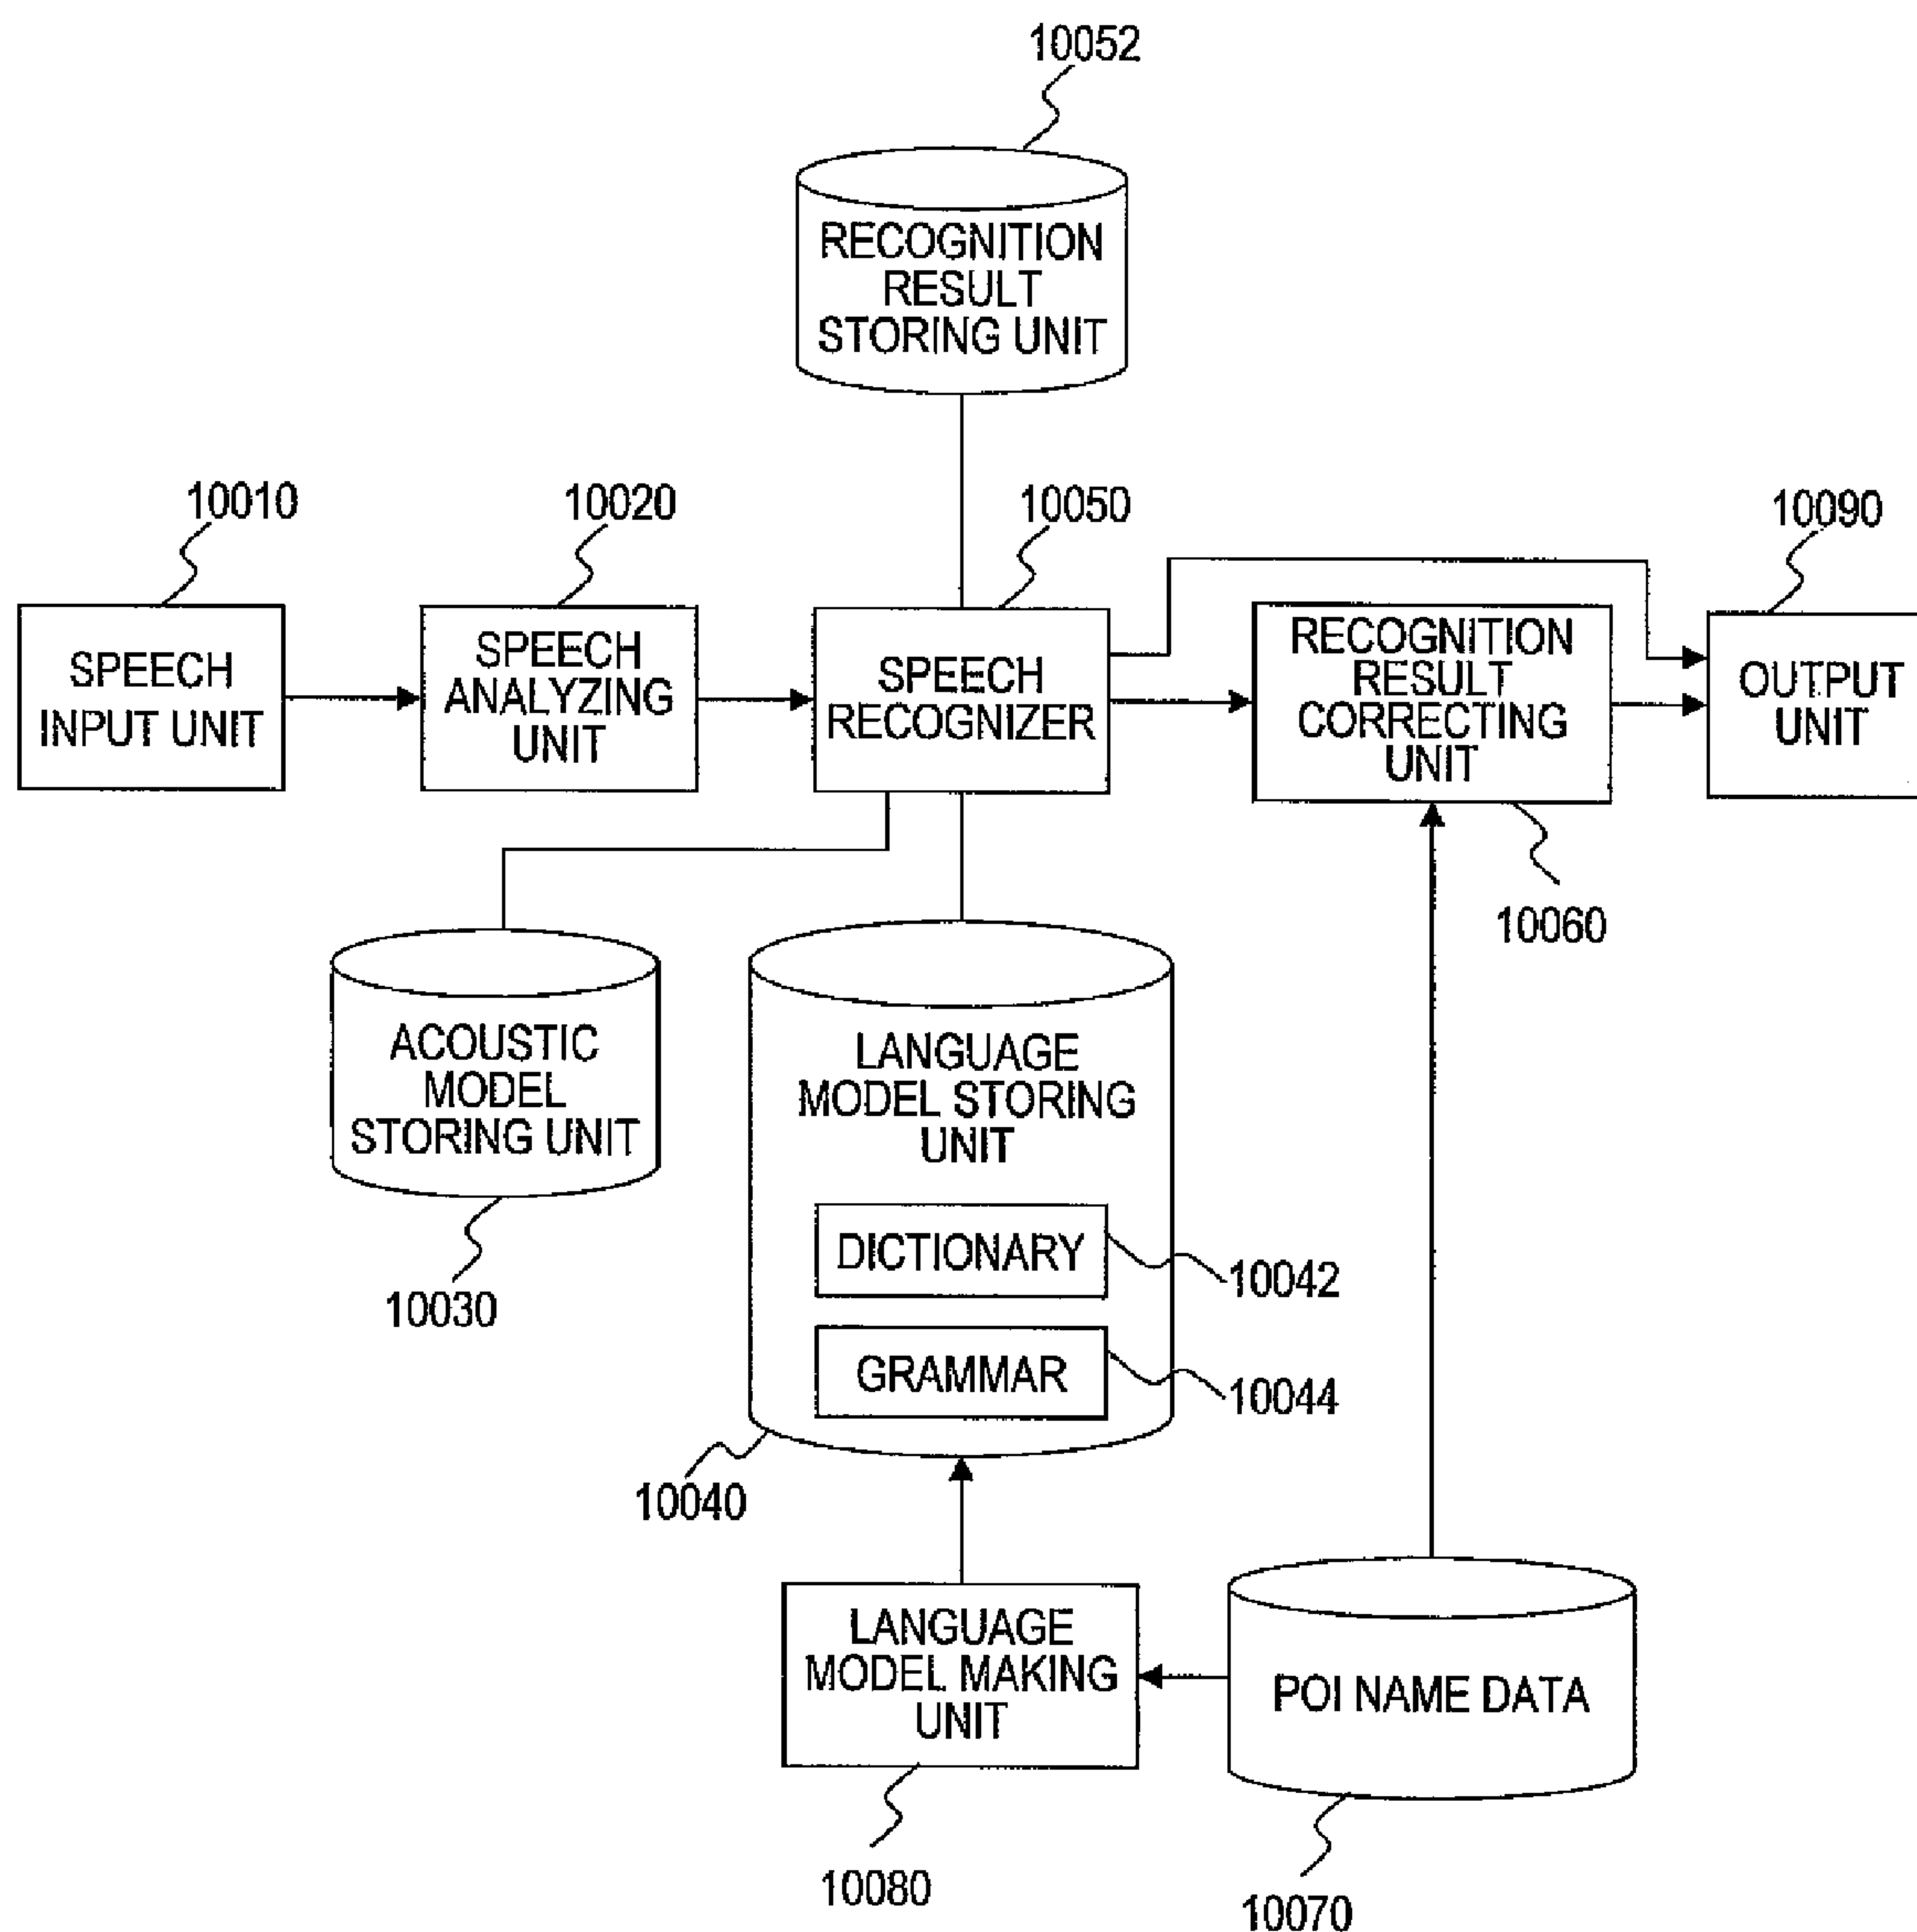 10052
RECOGNITION
RESULT
STORING UNIT
10010
10020
10050
10090
SPEECH
INPUT UNIT
SPEECH
ANALYZING
UNIT
SPEECH
RECOGNIZER
RECOGNITION
RESULT
CORRECTING
UNIT
OUTPUT
UNIT
10060
ACOUSTIC
MODEL
STORING UNIT
10030
LANGUAGE
MODEL STORING
UNIT
DICTIONARY
10042
GRAMMAR
10044
10040
LANGUAGE
MODEL MAKING
UNIT
POI NAME DATA
10080
10070